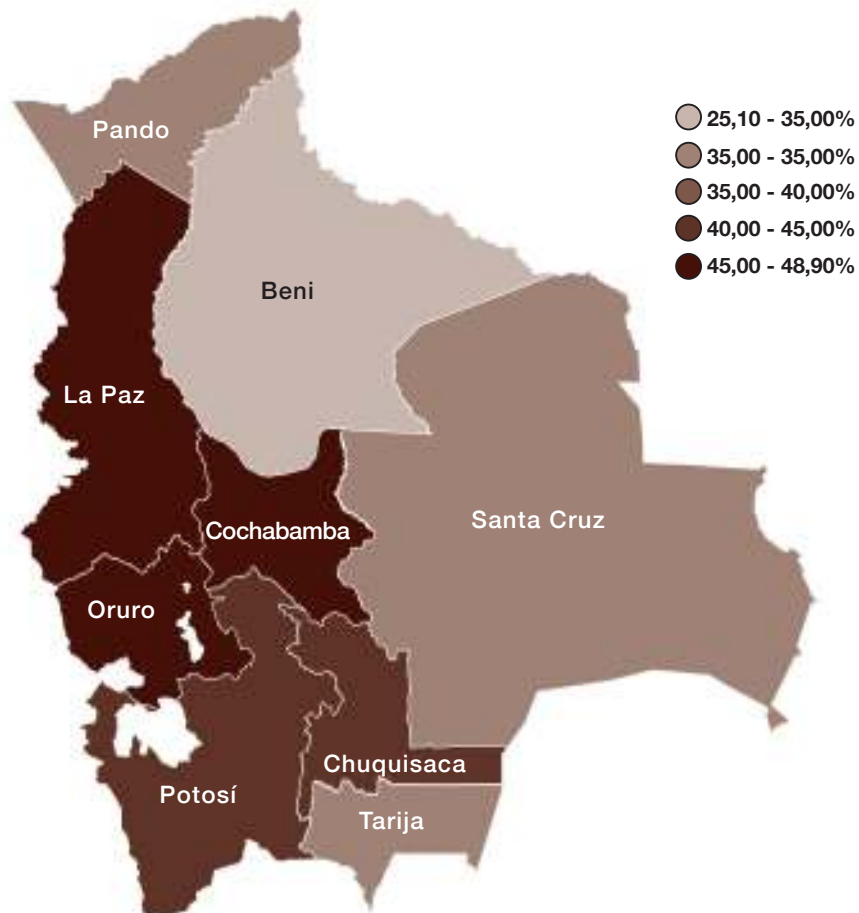 Pando
25,10 - 35,00%
35,00 - 35,00%
35,00 - 40,00%
40,00 - 45,00%
45,00 - 48,90%
Beni
La Paz
Santa Cruz
Cochabamba
Oruro
Chuquisaca
Potosí
Tarija